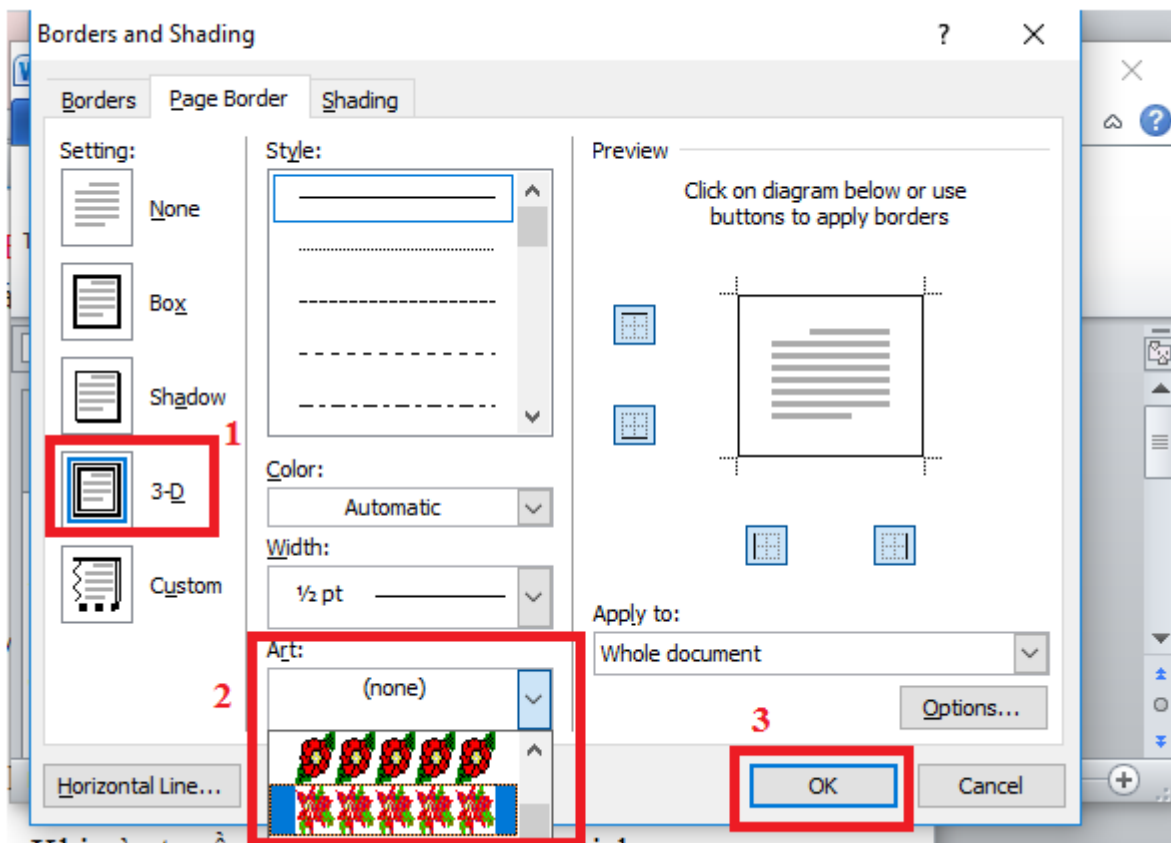 Borders and Shading
?
Borders
Page Border
Shading
Setting:
None
Box
Shadow
1
3-D
Custom
Style:
Color:
Automatic
Width:
½ pt
Art:
2
(none)
Preview
Click on diagram below or use
buttons to apply borders
Apply to:
Whole document
Options...
3
Horizontal Line...
OK
Cancel